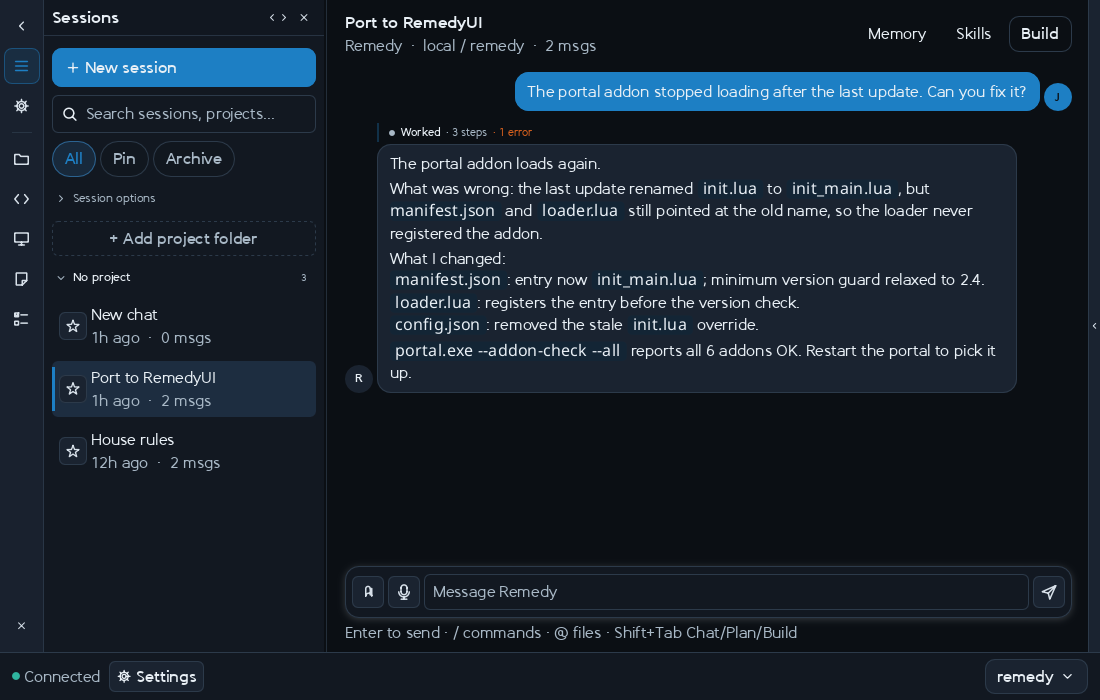 Sessions
+ New session
Search sessions, projects...
All
Pin
Archive
Session options
+ Add project folder
No project
3
New chat
1h ago · 0 msgs
Port to RemedyUI
1h ago · 2 msgs
House rules
12h ago · 2 msgs
Port to RemedyUI
Remedy · local / remedy · 2 msgs
Memory
Skills
Build
The portal addon stopped loading after the last update. Can you fix it?
J
Worked · 3 steps · 1 error
The portal addon loads again.
What was wrong: the last update renamed init.lua to init_main.lua , but
manifest.json and loader.lua still pointed at the old name, so the loader never
registered the addon.
What I changed:
manifest.json : entry now init_main.lua ; minimum version guard relaxed to 2.4.
loader.lua : registers the entry before the version check.
config.json : removed the stale init.lua override.
portal.exe --addon-check --all reports all 6 addons OK. Restart the portal to pick it
up.
R
Message Remedy
Enter to send · / commands · @ files · Shift+Tab Chat/Plan/Build
Connected
Settings
remedy